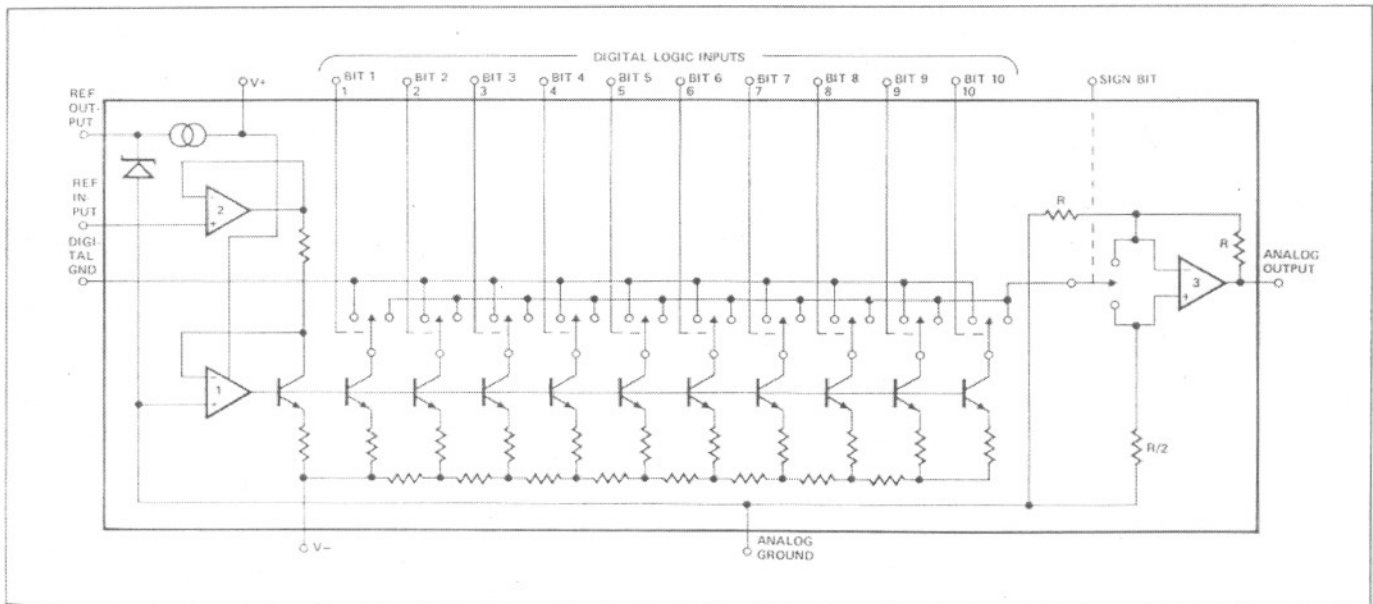 DIGITAL LOGIC INPUTS
V+
BIT 1
1
BIT 2
2
BIT 3
3
BIT 4
4
BIT 5
5
BIT 6
6
BIT 7
7
BIT 8
8
BIT 9
9
BIT 10
10
SIGN BIT
REF
OUT-
PUT
REF
IN-
PUT
DIGI-
TAL
GND
-
2
+
-
1
-
R
R
-
3
+
ANALOG
OUTPUT
R/2
V-
ANALOG
GROUND